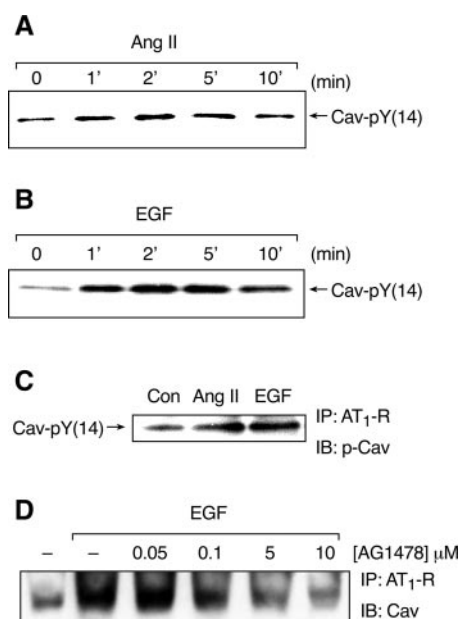 A
Ang II
0 1' 2' 5' 10' (min)
←Cav-pY(14)
B
EGF
0 1' 2' 5' 10' (min)
←Cav-pY(14)
C
Con Ang II EGF
IP: AT₁-R
Cav-pY(14)→
IB: p-Cav
D
EGF
– – 0.05 0.1 5 10 [AG1478] μM
IP: AT₁-R
IB: Cav